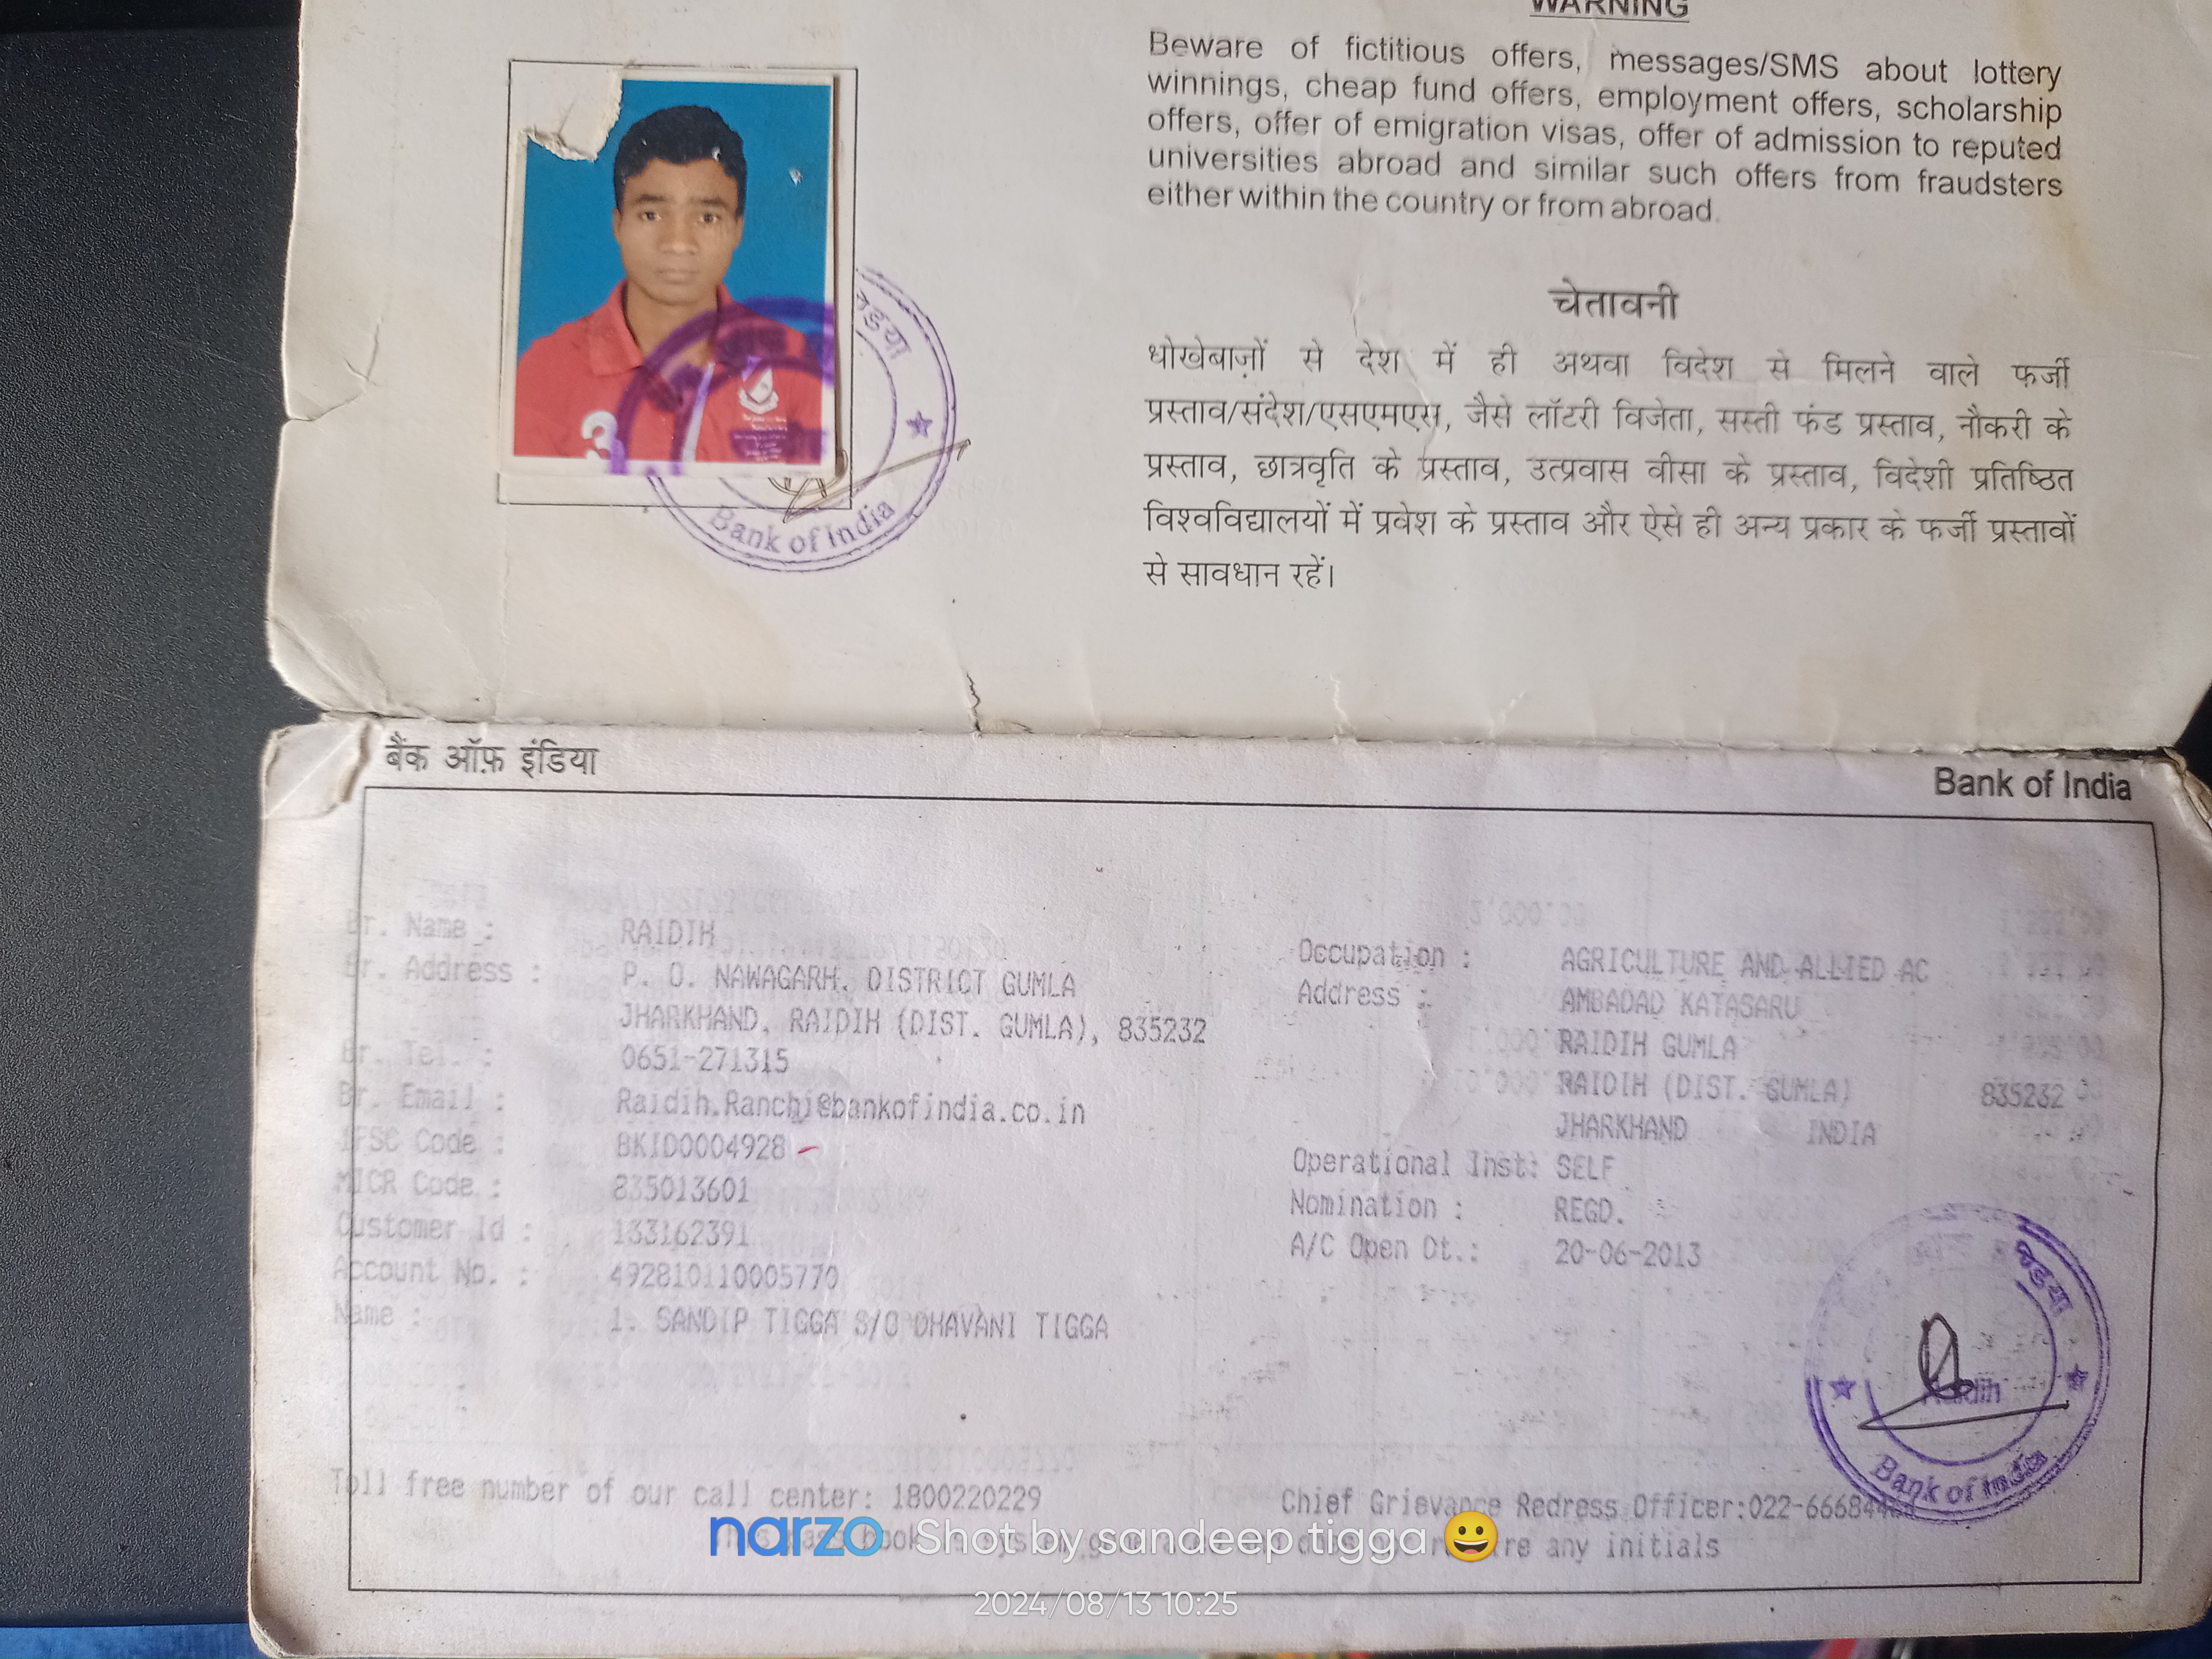 WARNING
Beware of fictitious offers, messages/SMS about lottery
winnings, cheap fund offers, employment offers, scholarship
offers, offer of emigration visas, offer of admission to reputed
universities abroad and similar such offers from fraudsters
either within the country or from abroad.
चेतावनी
धोखेबाज़ों से देश में ही अथवा विदेश से मिलने वाले फर्जी
प्रस्ताव/संदेश/एसएमएस, जैसे लॉटरी विजेता, सस्ती फंड प्रस्ताव, नौकरी के
प्रस्ताव, छात्रवृति के प्रस्ताव, उत्प्रवास वीसा के प्रस्ताव, विदेशी प्रतिष्ठित
विश्वविद्यालयों में प्रवेश के प्रस्ताव और ऐसे ही अन्य प्रकार के फर्जी प्रस्तावों
से सावधान रहें।
3
Bank of India
बैंक ऑफ़ इंडिया
Bank of India
Br. Name : RAIDIH
Br. Address : P. O. NAWAGARH. DISTRICT GUMLA
JHARKHAND, RAIDIH (DIST. GUMLA), 835232
Br. Tel. : 0651-271315
Br. Email : Raidih.Ranchi@bankofindia.co.in
IFSC Code : BKID0004928
MICR Code : 835013601
Customer Id : 133162391
Account No. : 492810110005770
Name : 1. SANDIP TIGGA S/O DHAVANI TIGGA
Occupation : AGRICULTURE AND ALLIED AC
Address : AMBADAD KATASARU
RAIDIH GUMLA
RAIDIH (DIST. GUMLA) 835232
JHARKHAND INDIA
Operational Inst: SELF
Nomination : REGD.
A/C Open Dt.: 20-06-2013
Raidih
Bank of India
Toll free number of our call center: 1800220229
Chief Grievance Redress Officer:022-666844
any initials
narzo Shot by sandeep tigga 😀
2024/08/13 10:25